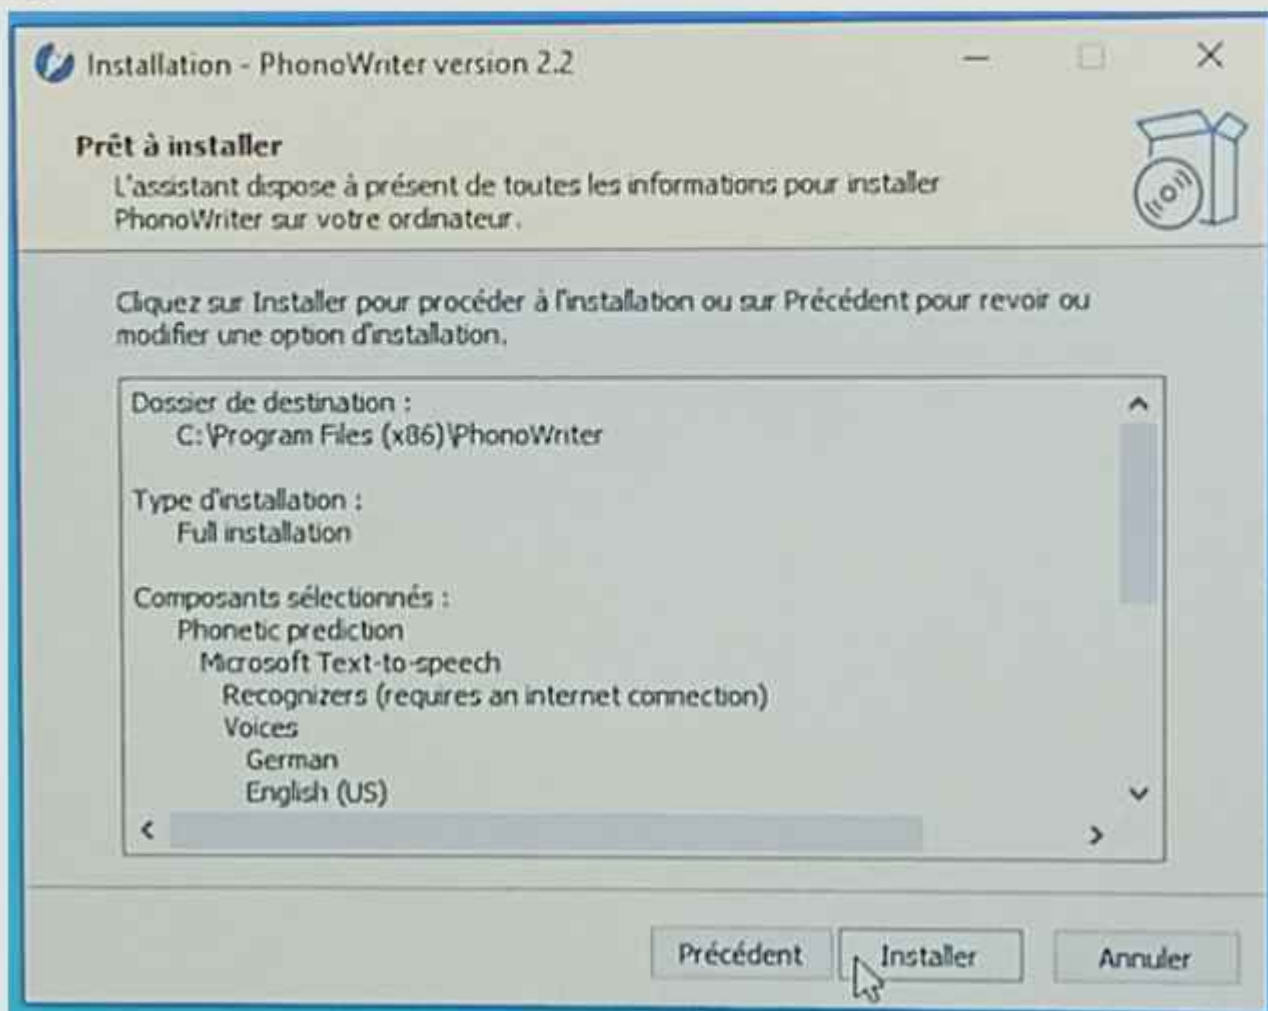 Installation - PhonoWriter version 2.2
Prêt à installer
L'assistant dispose à présent de toutes les informations pour installer
PhonoWriter sur votre ordinateur.
Cliquez sur Installer pour procéder à l'installation ou sur Précédent pour revoir ou
modifier une option d'installation.
Dossier de destination :
C:\Program Files (x86)\PhonoWriter
Type d'installation :
Full installation
Composants sélectionnés :
Phonetic prediction
Microsoft Text-to-speech
Recognizers (requires an internet connection)
Voices
German
English (US)
Précédent
Installer
Annuler